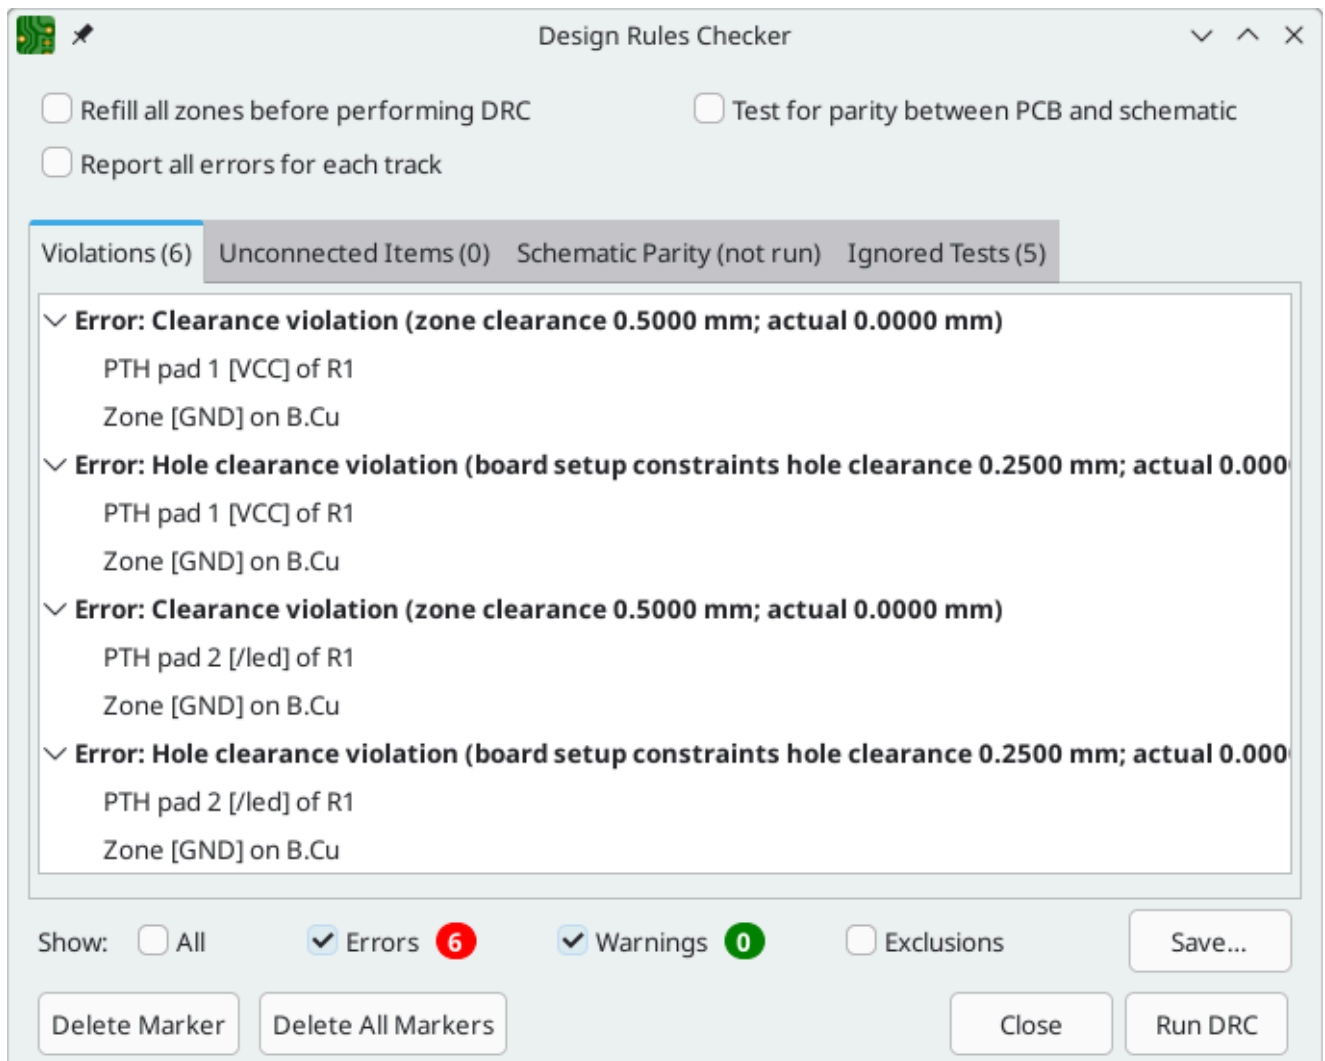 Design Rules Checker
Refill all zones before performing DRC
Test for parity between PCB and schematic
Report all errors for each track
Violations (6) Unconnected Items (0) Schematic Parity (not run) Ignored Tests (5)
Error: Clearance violation (zone clearance 0.5000 mm; actual 0.0000 mm)
PTH pad 1 [VCC] of R1
Zone [GND] on B.Cu
Error: Hole clearance violation (board setup constraints hole clearance 0.2500 mm; actual 0.000
PTH pad 1 [VCC] of R1
Zone [GND] on B.Cu
Error: Clearance violation (zone clearance 0.5000 mm; actual 0.0000 mm)
PTH pad 2 [/led] of R1
Zone [GND] on B.Cu
Error: Hole clearance violation (board setup constraints hole clearance 0.2500 mm; actual 0.000
PTH pad 2 [/led] of R1
Zone [GND] on B.Cu
Show: All Errors 6 Warnings 0 Exclusions Save...
Delete Marker Delete All Markers Close Run DRC